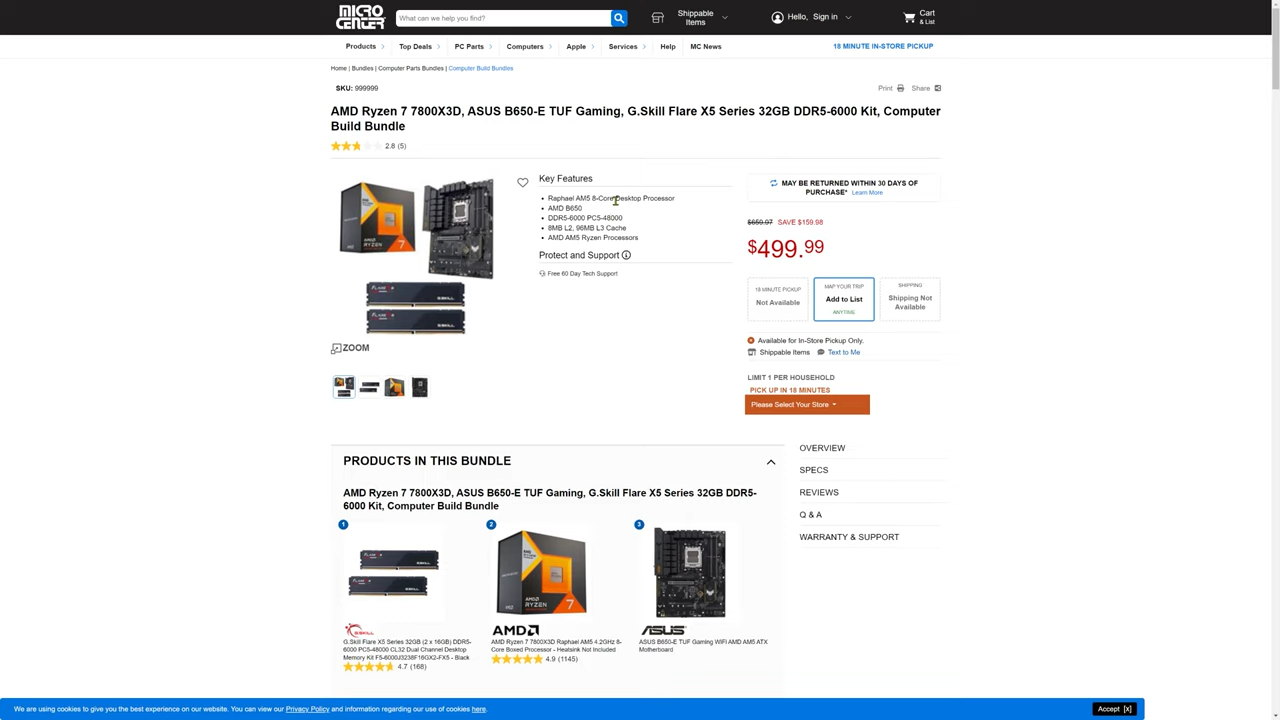 MICRO CENTER
What can we help you find?
Shippable Items
Hello, Sign in
Cart
& List
Products
Top Deals
PC Parts
Computers
Apple
Services
Help
MC News
18 MINUTE IN-STORE PICKUP
Home | Bundles | Computer Parts Bundles | Computer Build Bundles
SKU: 999999
Print
Share
AMD Ryzen 7 7800X3D, ASUS B650-E TUF Gaming, G.Skill Flare X5 Series 32GB DDR5-6000 Kit, Computer
Build Bundle
2.8 (5)
Key Features
• Raphael AM5 8-Core Desktop Processor
• AMD B650
• DDR5-6000 PC5-48000
• 8MB L2, 96MB L3 Cache
• AMD AM5 Ryzen Processors
Protect and Support
Free 60 Day Tech Support
MAY BE RETURNED WITHIN 30 DAYS OF
PURCHASE* Learn More
$659.97 SAVE $159.98
$499.99
18 MINUTE PICKUP
Not Available
MAP YOUR TRIP
Add to List
ANYTIME
SHIPPING
Shipping Not
Available
Available for In-Store Pickup Only.
Shippable Items
Text to Me
LIMIT 1 PER HOUSEHOLD
PICK UP IN 18 MINUTES
Please Select Your Store
ZOOM
PRODUCTS IN THIS BUNDLE
AMD Ryzen 7 7800X3D, ASUS B650-E TUF Gaming, G.Skill Flare X5 Series 32GB DDR5-
6000 Kit, Computer Build Bundle
1
2
3
G.SKILL
G.Skill Flare X5 Series 32GB (2 x 16GB) DDR5-
6000 PC5-48000 CL32 Dual Channel Desktop
Memory Kit F5-6000J3238F16GX2-FX5 - Black
4.7 (168)
AMD
AMD Ryzen 7 7800X3D Raphael AM5 4.2GHz 8-
Core Boxed Processor - Heatsink Not Included
4.9 (1145)
ASUS
ASUS B650-E TUF Gaming WiFi AMD AM5 ATX
Motherboard
OVERVIEW
SPECS
REVIEWS
Q & A
WARRANTY & SUPPORT
We are using cookies to give you the best experience on our website. You can view our Privacy Policy and information regarding our use of cookies here.
Accept [x]